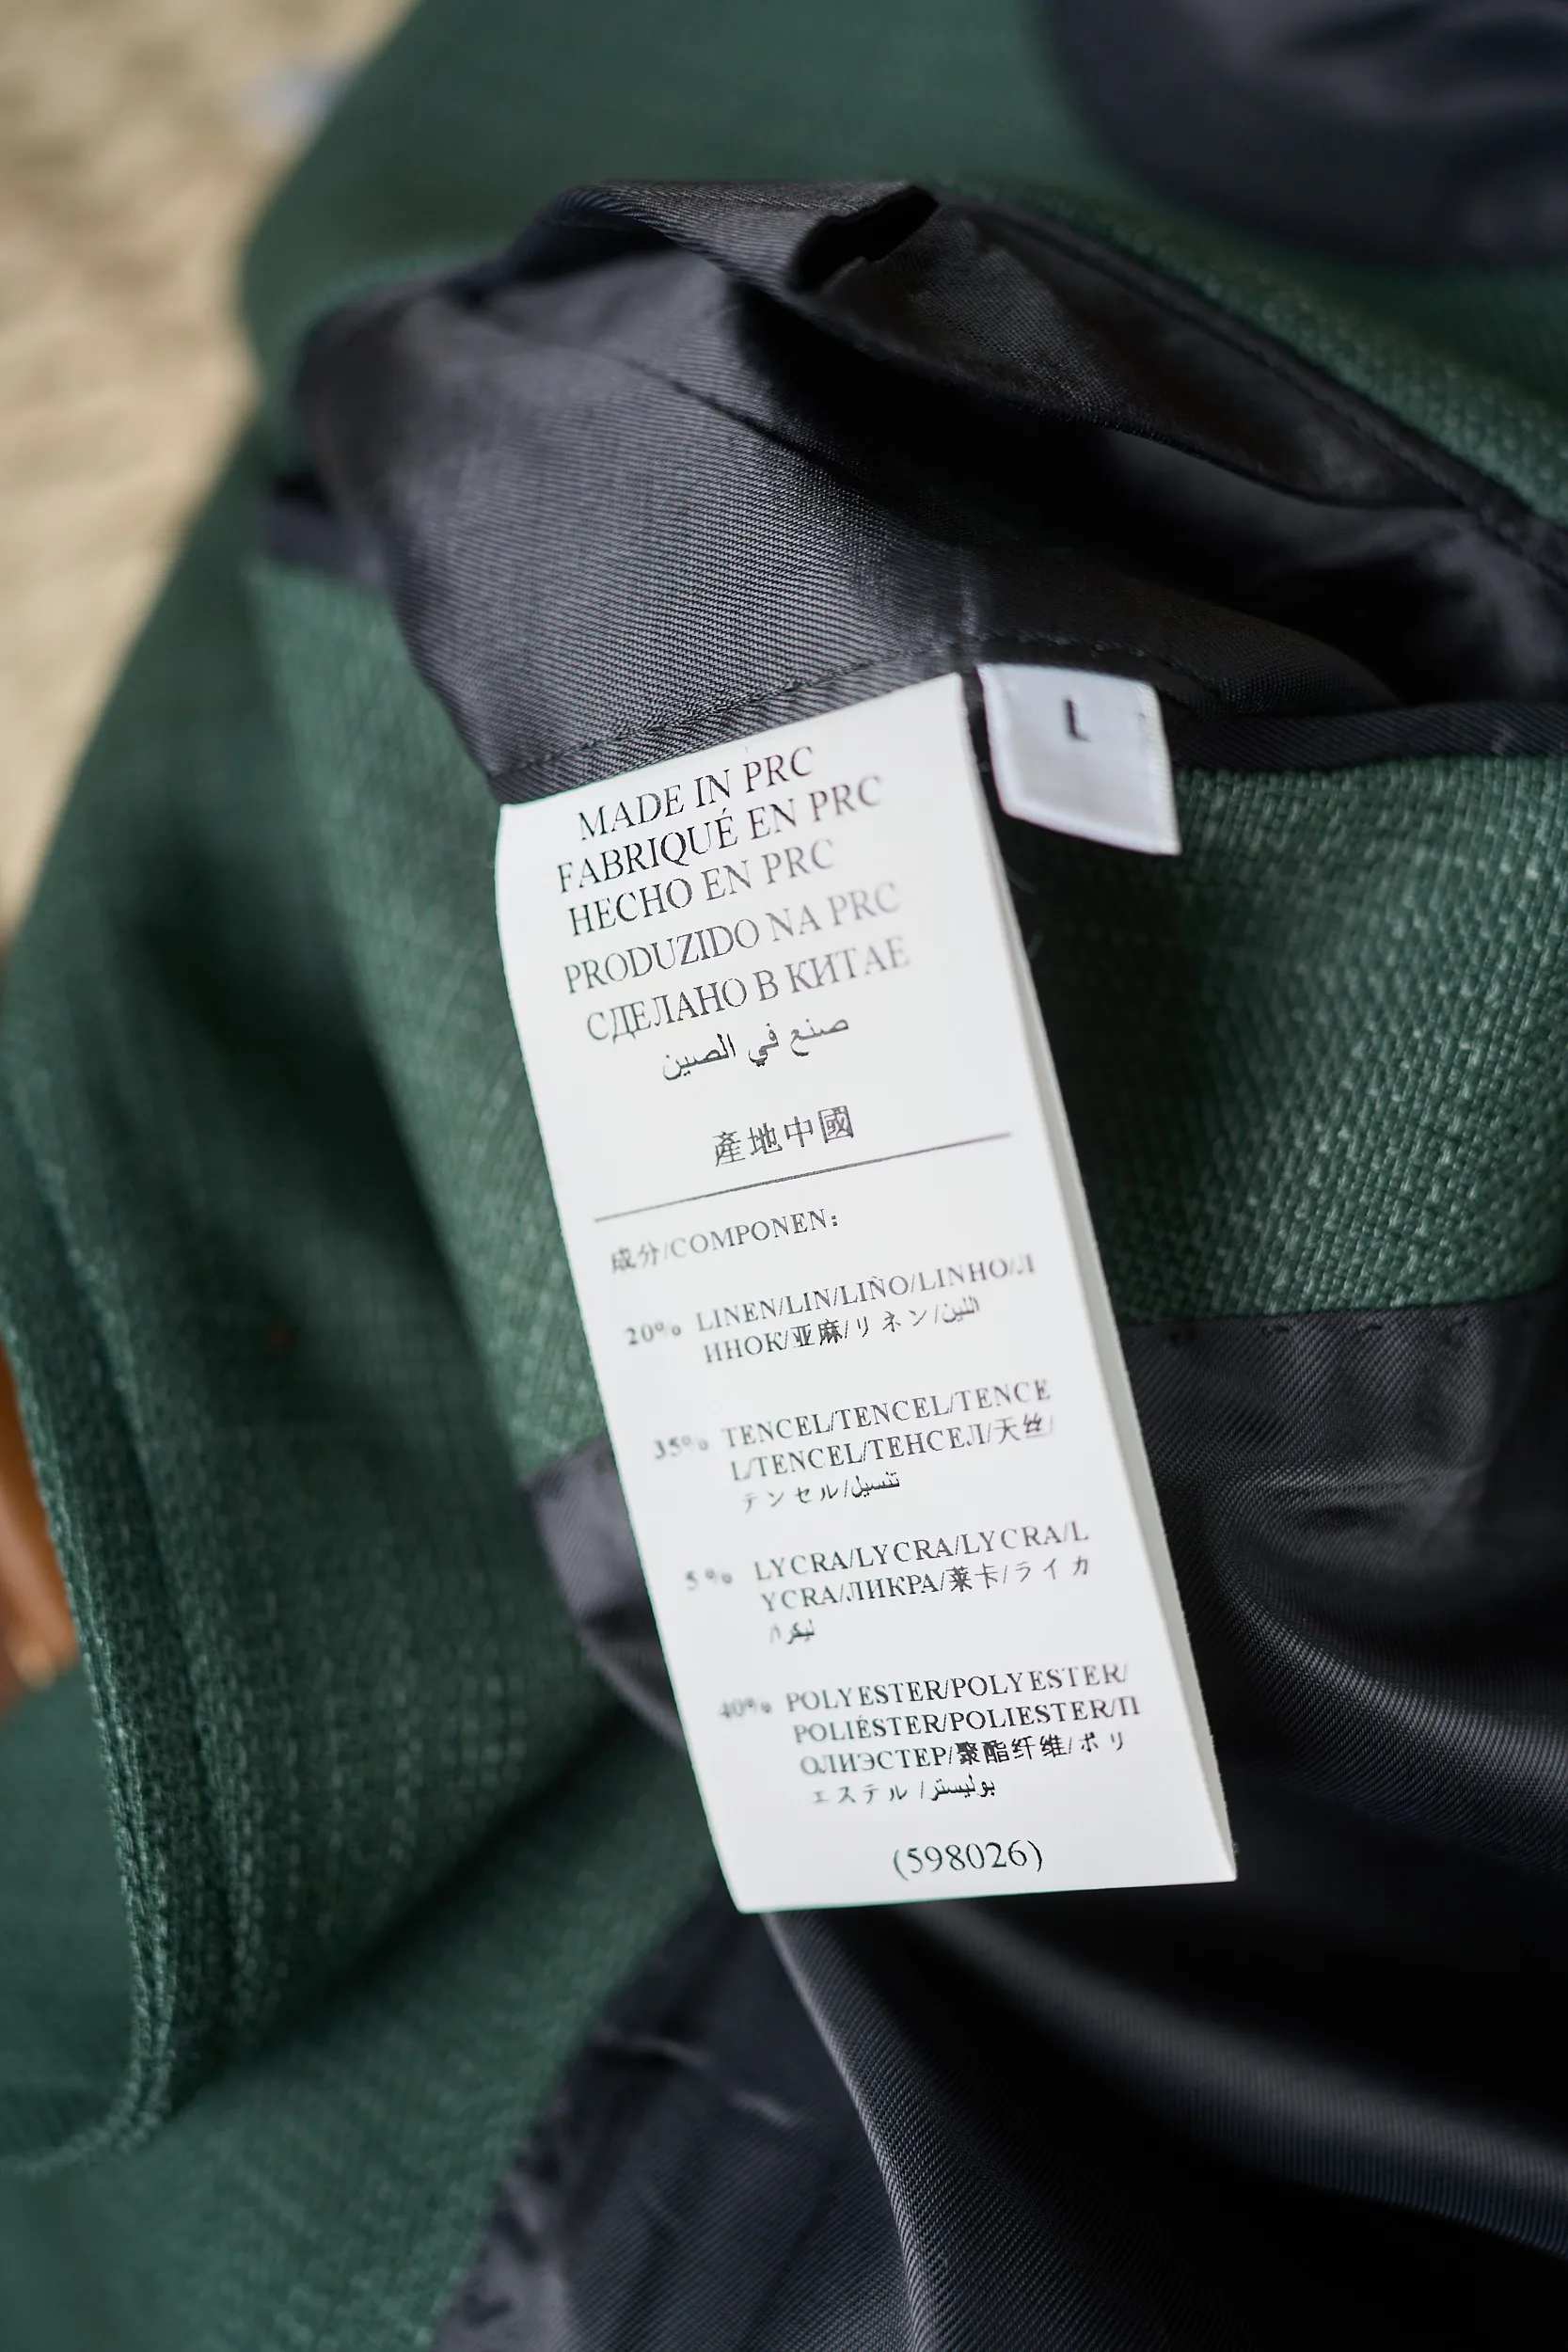 L
MADE IN PRC
FABRIQUÉ EN PRC
HECHO EN PRC
PRODUZIDO NA PRC
СДЕЛАНО В КИТАЕ
صنع في الصين
產地中國
成分/COMPONEN:
20% LINEN/LIN/LIÑO/LINHO/Л
ИНОК/亚麻/リネン/اللين
35% TENCEL/TENCEL/TENCE
L/TENCEL/ТЕНСЕЛ/天丝/
テンセル/تنسيل
5% LYCRA/LYCRA/LYCRA/L
YCRA/ЛИКРА/莱卡/ライカ
/ليكرا
40% POLYESTER/POLYESTER/
POLIÉSTER/POLIESTER/П
ОЛИЭСТЕР/聚酯纤维/ポリ
エステル/بوليستر
(598026)